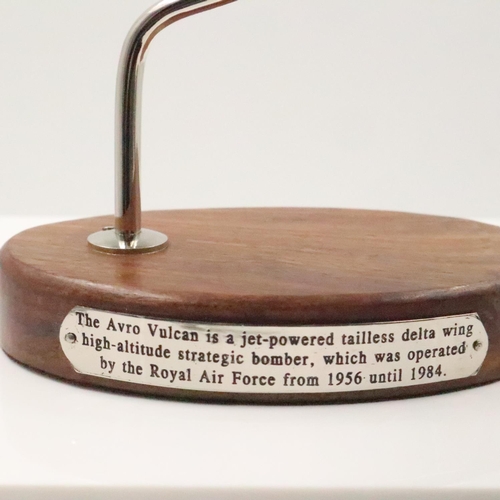 The Avro Vulcan is a jet-powered tailless delta wing
high-altitude strategic bomber, which was operated
by the Royal Air Force from 1956 until 1984.